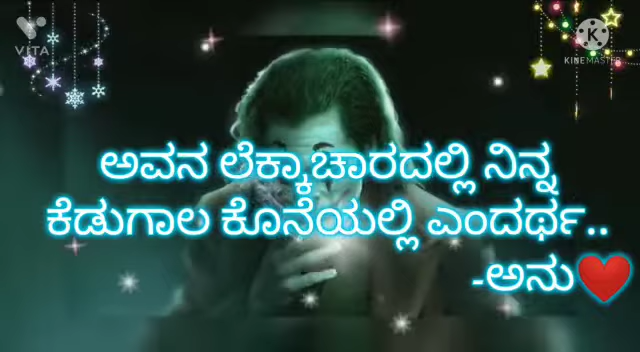 VITA
KINEMASTER
ಅವನ ಲೆಕ್ಕಾಚಾರದಲ್ಲಿ ನಿನ್ನ
ಕೆಡುಗಾಲ ಕೊನೆಯಲ್ಲಿ ಎಂದರ್ಥ..
-ಅನು❤️